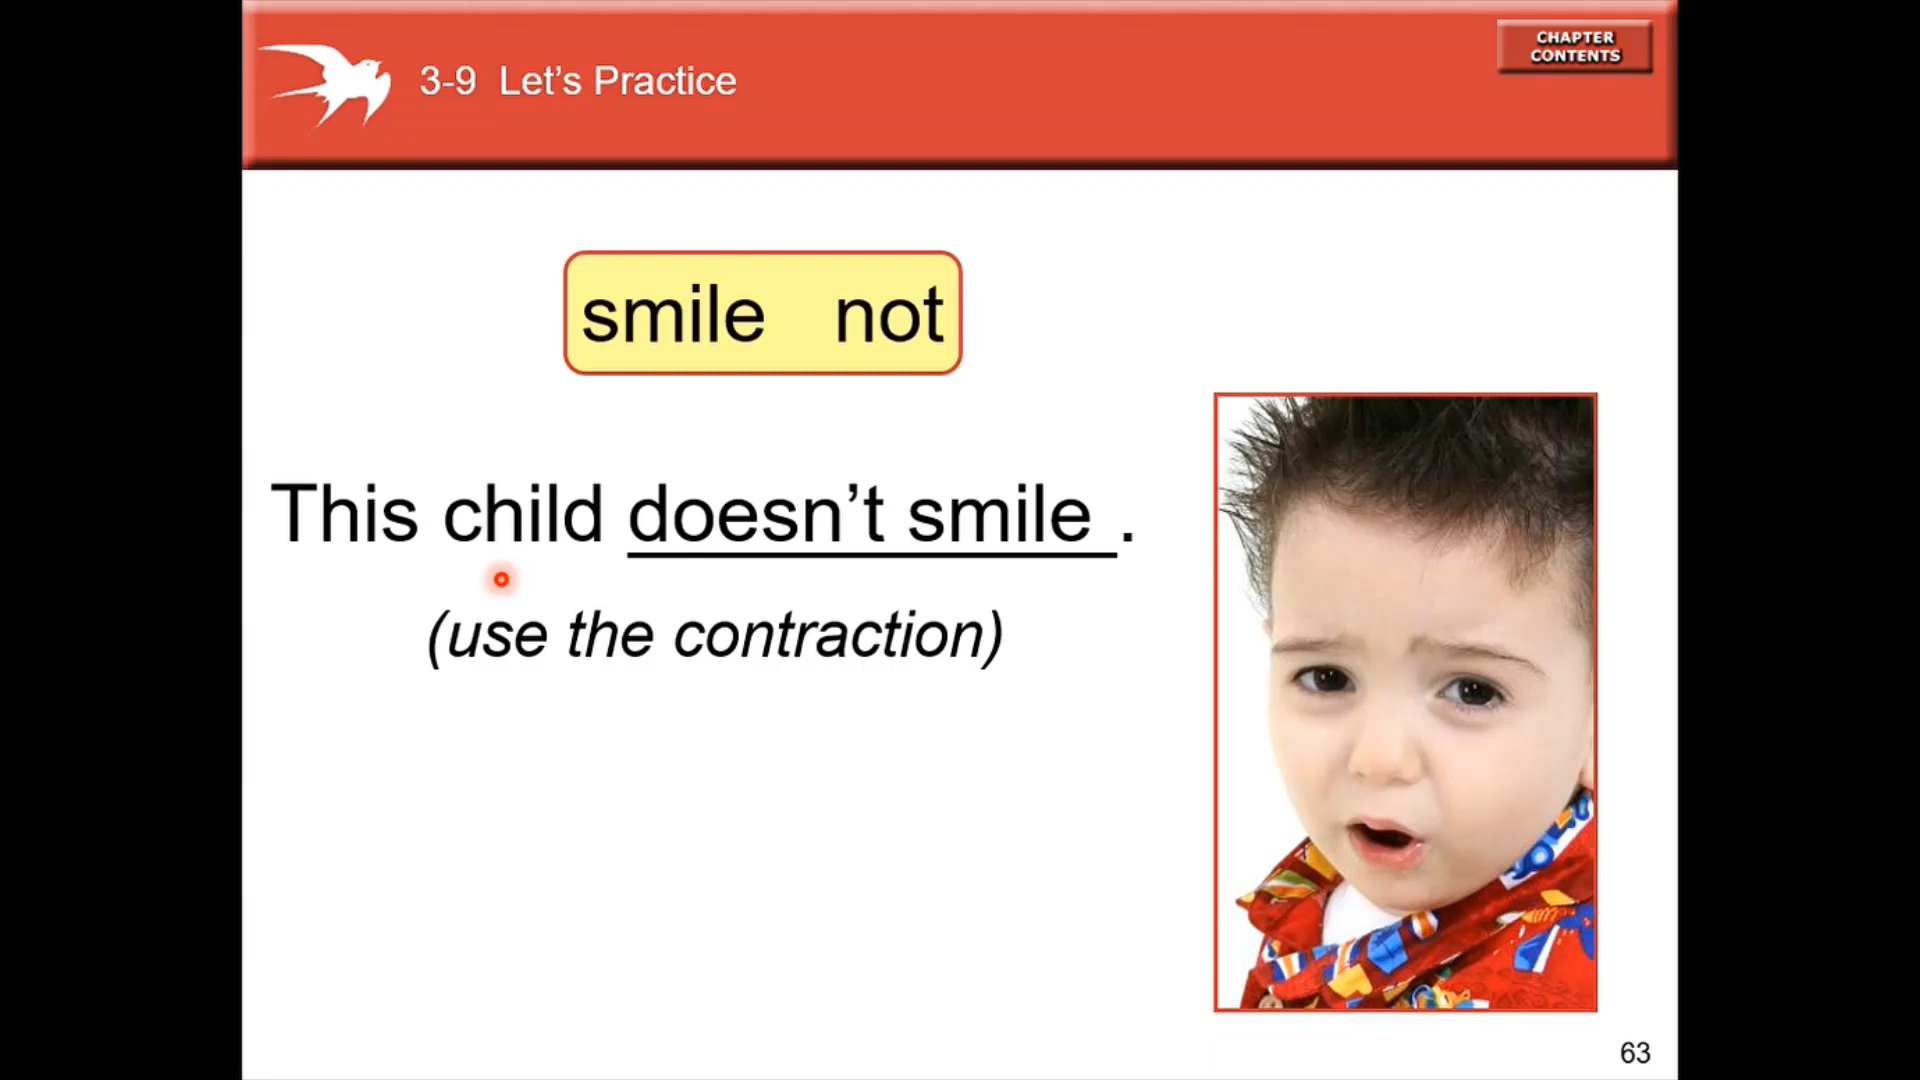 3-9 Let’s Practice
CHAPTER
CONTENTS
smile not
This child doesn’t smile .
(use the contraction)
63